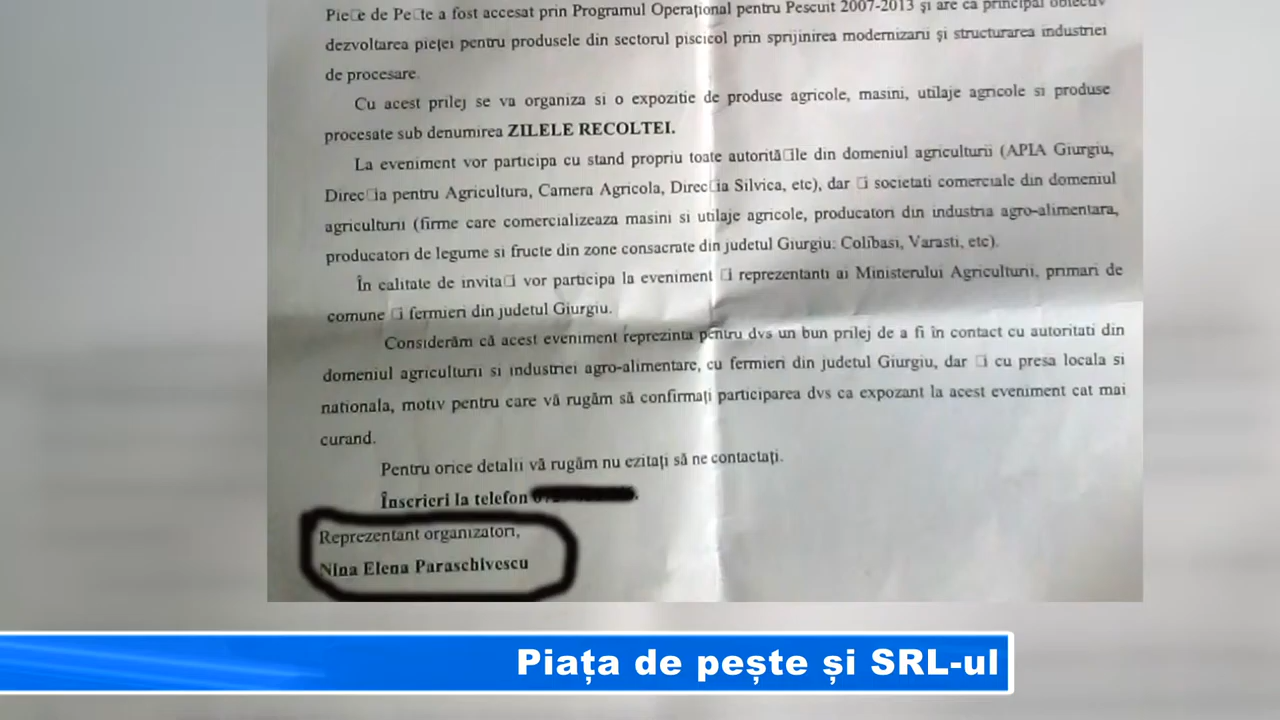 Pie□e de Pe□te a fost accesat prin Programul Operaţional pentru Pescuit 2007-2013 şi are ca principal obiectiv
dezvoltarea pieţei pentru produsele din sectorul piscicol prin sprijinirea modernizarii şi structurarea industriei
de procesare.
Cu acest prilej se va organiza si o expozitie de produse agricole, masini, utilaje agricole si produse
procesate sub denumirea ZILELE RECOLTEI.
La eveniment vor participa cu stand propriu toate autorită□ile din domeniul agriculturii (APIA Giurgiu,
Direc□ia pentru Agricultura, Camera Agricola, Direc□ia Silvica, etc), dar □i societati comerciale din domeniul
agriculturii (firme care comercializeaza masini si utilaje agricole, producatori din industria agro-alimentara,
producatori de legume si fructe din zone consacrate din judetul Giurgiu: Colibasi, Varasti, etc).
În calitate de invita□i vor participa la eveniment □i reprezentanti ai Ministerului Agriculturii, primari de
comune □i fermieri din judetul Giurgiu.
Considerăm că acest eveniment reprezinta pentru dvs un bun prilej de a fi în contact cu autoritati din
domeniul agriculturii si industriei agro-alimentare, cu fermieri din judetul Giurgiu, dar □i cu presa locala si
nationala, motiv pentru care vă rugăm să confirmaţi participarea dvs ca expozant la acest eveniment cat mai
curand.
Pentru orice detalii vă rugăm nu ezitaţi să ne contactaţi.
Înscrieri la telefon
Reprezentant organizatori,
Nina Elena Paraschivescu
Piața de pește și SRL-ul